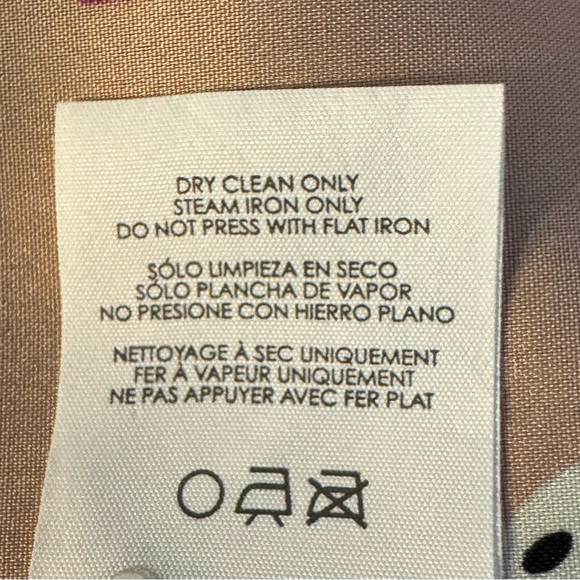 DRY CLEAN ONLY
STEAM IRON ONLY
DO NOT PRESS WITH FLAT IRON
SÓLO LIMPIEZA EN SECO
SÓLO PLANCHA DE VAPOR
NO PRESIONE CON HIERRO PLANO
NETTOYAGE À SEC UNIQUEMENT
FER À VAPEUR UNIQUEMENT
NE PAS APPUYER AVEC FER PLAT